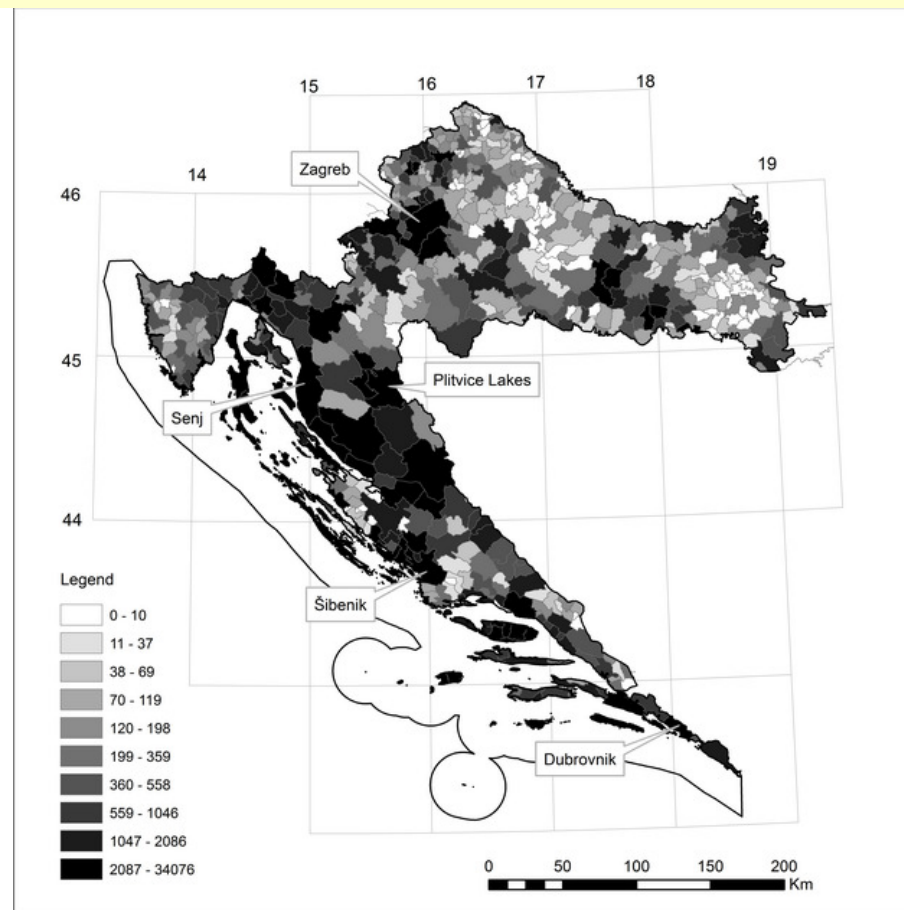 15
16
17
18
Zagreb
14
19
46
45
Plitvice Lakes
Senj
44
Legend
0 - 10
11 - 37
38 - 69
70 - 119
120 - 198
199 - 359
360 - 558
559 - 1046
1047 - 2086
2087 - 34076
Šibenik
Dubrovnik
0 50 100 150 200
Km